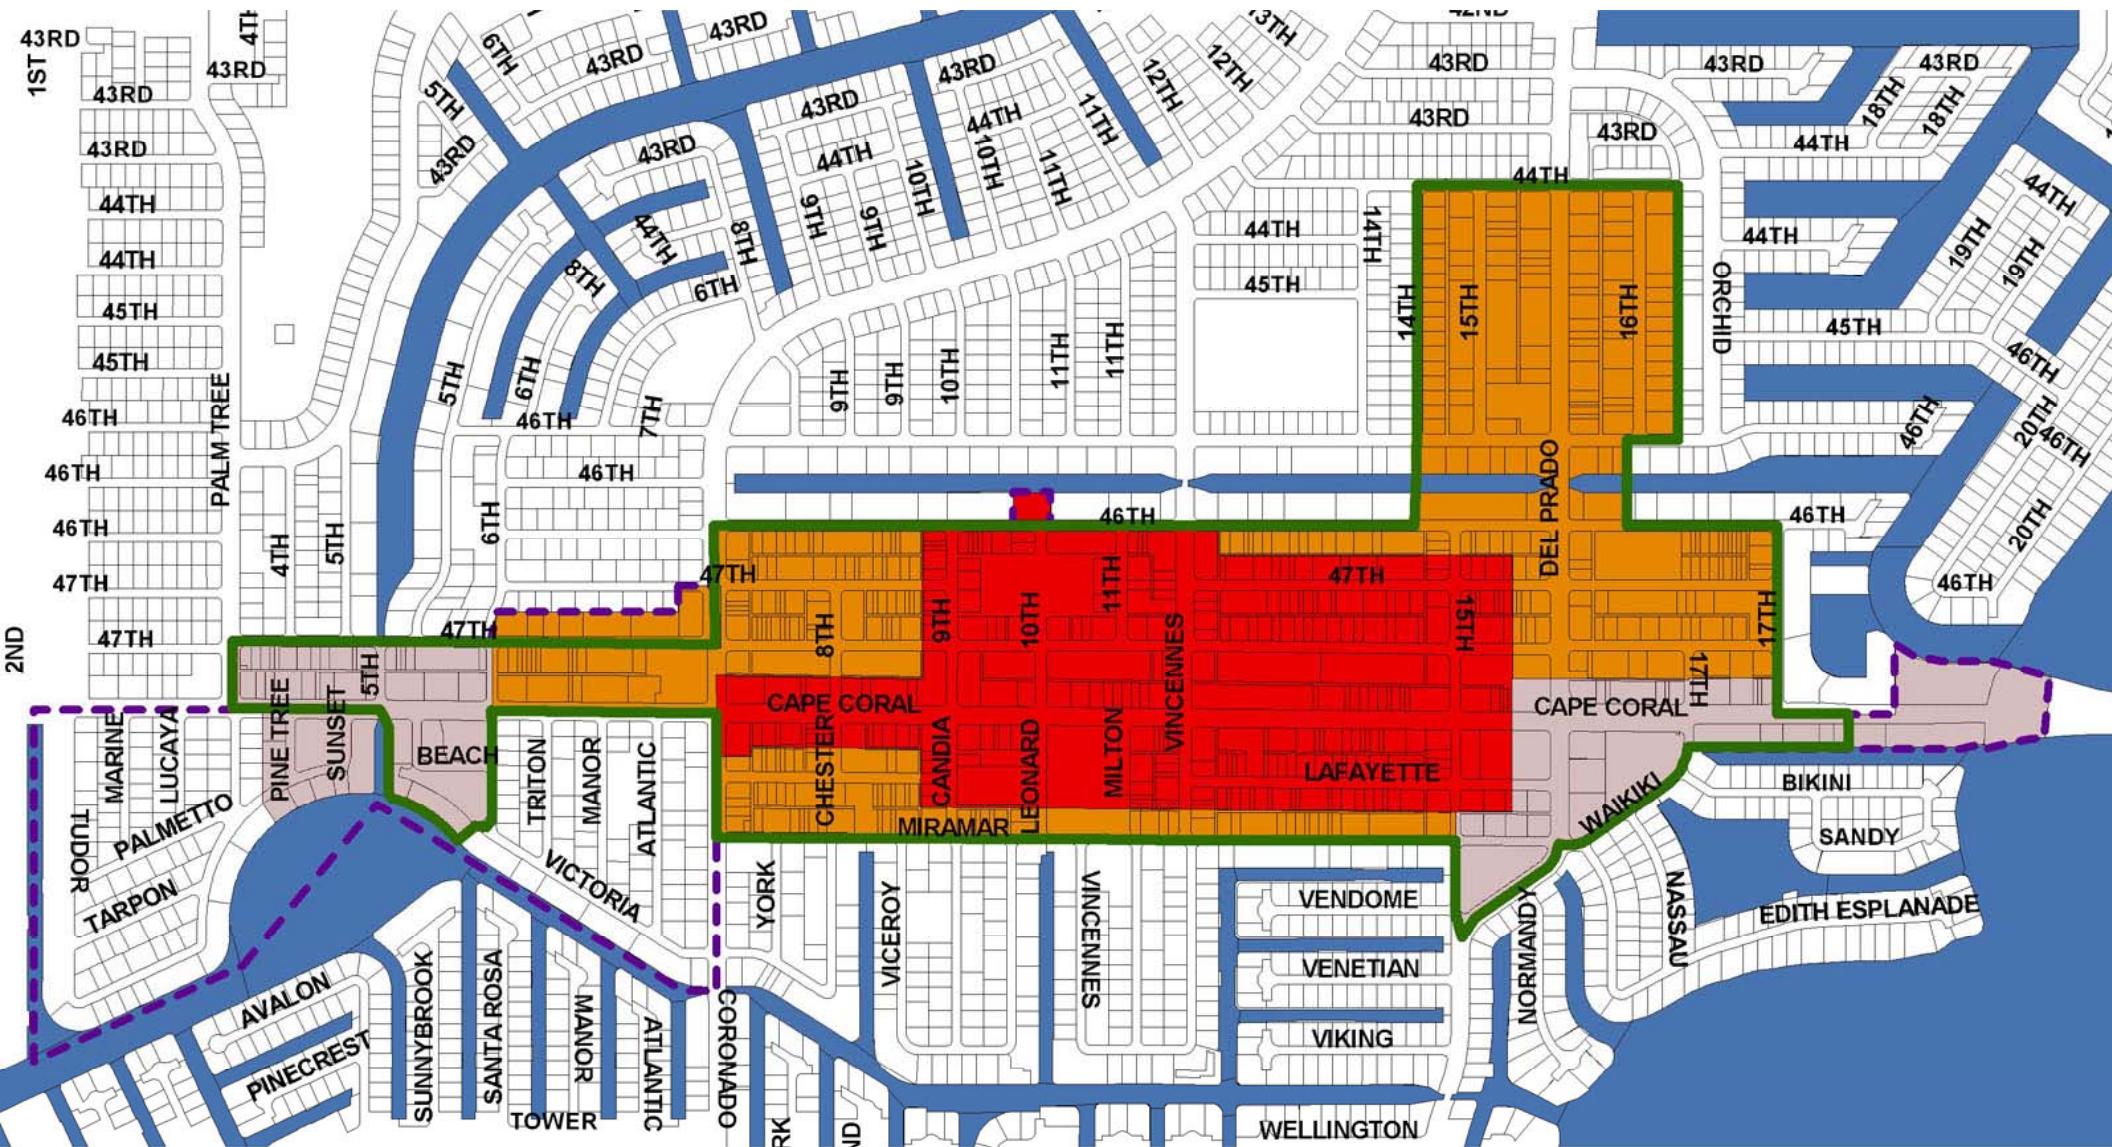 43RD
1ST
4TH
43RD
43RD
43RD
44TH
44TH
45TH
45TH
46TH
46TH
46TH
47TH
47TH
2ND
PALM TREE
4TH
5TH
6TH
43RD
43RD
5TH
43RD
43RD
43RD
43RD
44TH
44TH
8TH
44TH
8TH
6TH
9TH
9TH
10TH
10TH
11TH
11TH
12TH
12TH
13TH
42ND
43RD
43RD
43RD
43RD
43RD
18TH
18TH
44TH
44TH
44TH
44TH
45TH
14TH
14TH
15TH
16TH
ORCHID
44TH
44TH
19TH
19TH
45TH
46TH
20TH
46TH
46TH
20TH
46TH
46TH
5TH
6TH
46TH
7TH
46TH
6TH
9TH
9TH
10TH
11TH
11TH
46TH
DEL PRADO
47TH
47TH
47TH
5TH
8TH
9TH
10TH
11TH
VINCENNES
15TH
17TH
17TH
CAPE CORAL
CAPE CORAL
MARINE
LUCAYA
PINE TREE
SUNSET
BEACH
TRITON
MANOR
ATLANTIC
CHESTER
CANDIA
LEONARD
MILTON
LAFAYETTE
MIRAMAR
WAIKIKI
BIKINI
SANDY
TUDOR
PALMETTO
TARPON
VICTORIA
YORK
VICEROY
VINCENNES
VENDOME
VENETIAN
VIKING
NORMANDY
NASSAU
EDITH ESPLANADE
AVALON
PINECREST
SUNNYBROOK
SANTA ROSA
MANOR
ATLANTIC
CORONADO
TOWER
WELLINGTON